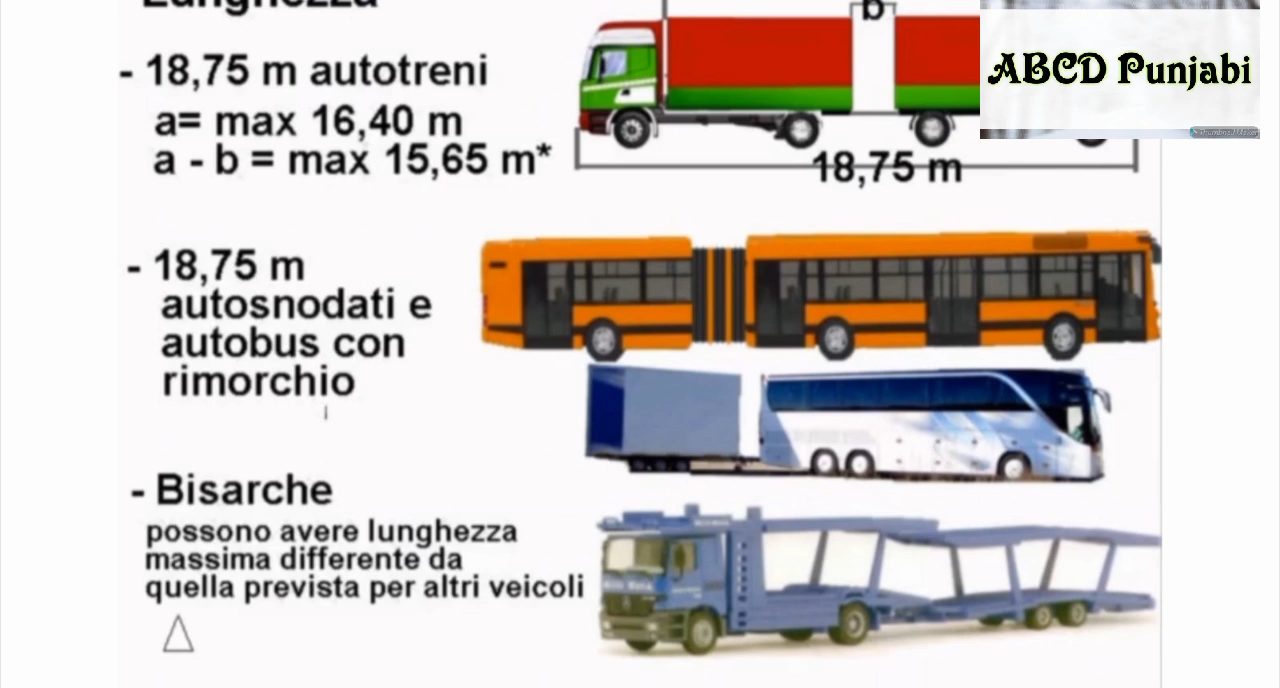 Lunghezza
b
ABCD Punjabi
- 18,75 m autotreni
a= max 16,40 m
a - b = max 15,65 m*
18,75 m
- 18,75 m
autosnodati e
autobus con
rimorchio
- Bisarche
possono avere lunghezza
massima differente da
quella prevista per altri veicoli